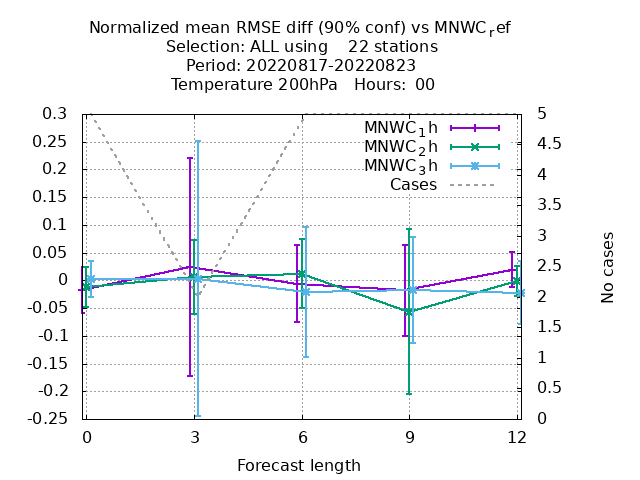 Normalized mean RMSE diff (90% conf) vs MNWC_ref
Selection: ALL using 22 stations
Period: 20220817-20220823
Temperature 200hPa Hours: 00
MNWC_1h
MNWC_2h
MNWC_3h
Cases
0.3
0.25
0.2
0.15
0.1
0.05
0
-0.05
-0.1
-0.15
-0.2
-0.25
5
4.5
4
3.5
3
2.5
2
1.5
1
0.5
0
No cases
0 3 6 9 12
Forecast length